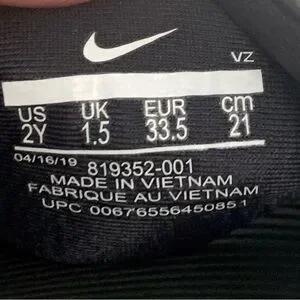 VZ
US UK EUR cm
2Y 1.5 33.5 21
04/16/19 819352-001
MADE IN VIETNAM
FABRIQUE AU VIETNAM
UPC 00676556450851